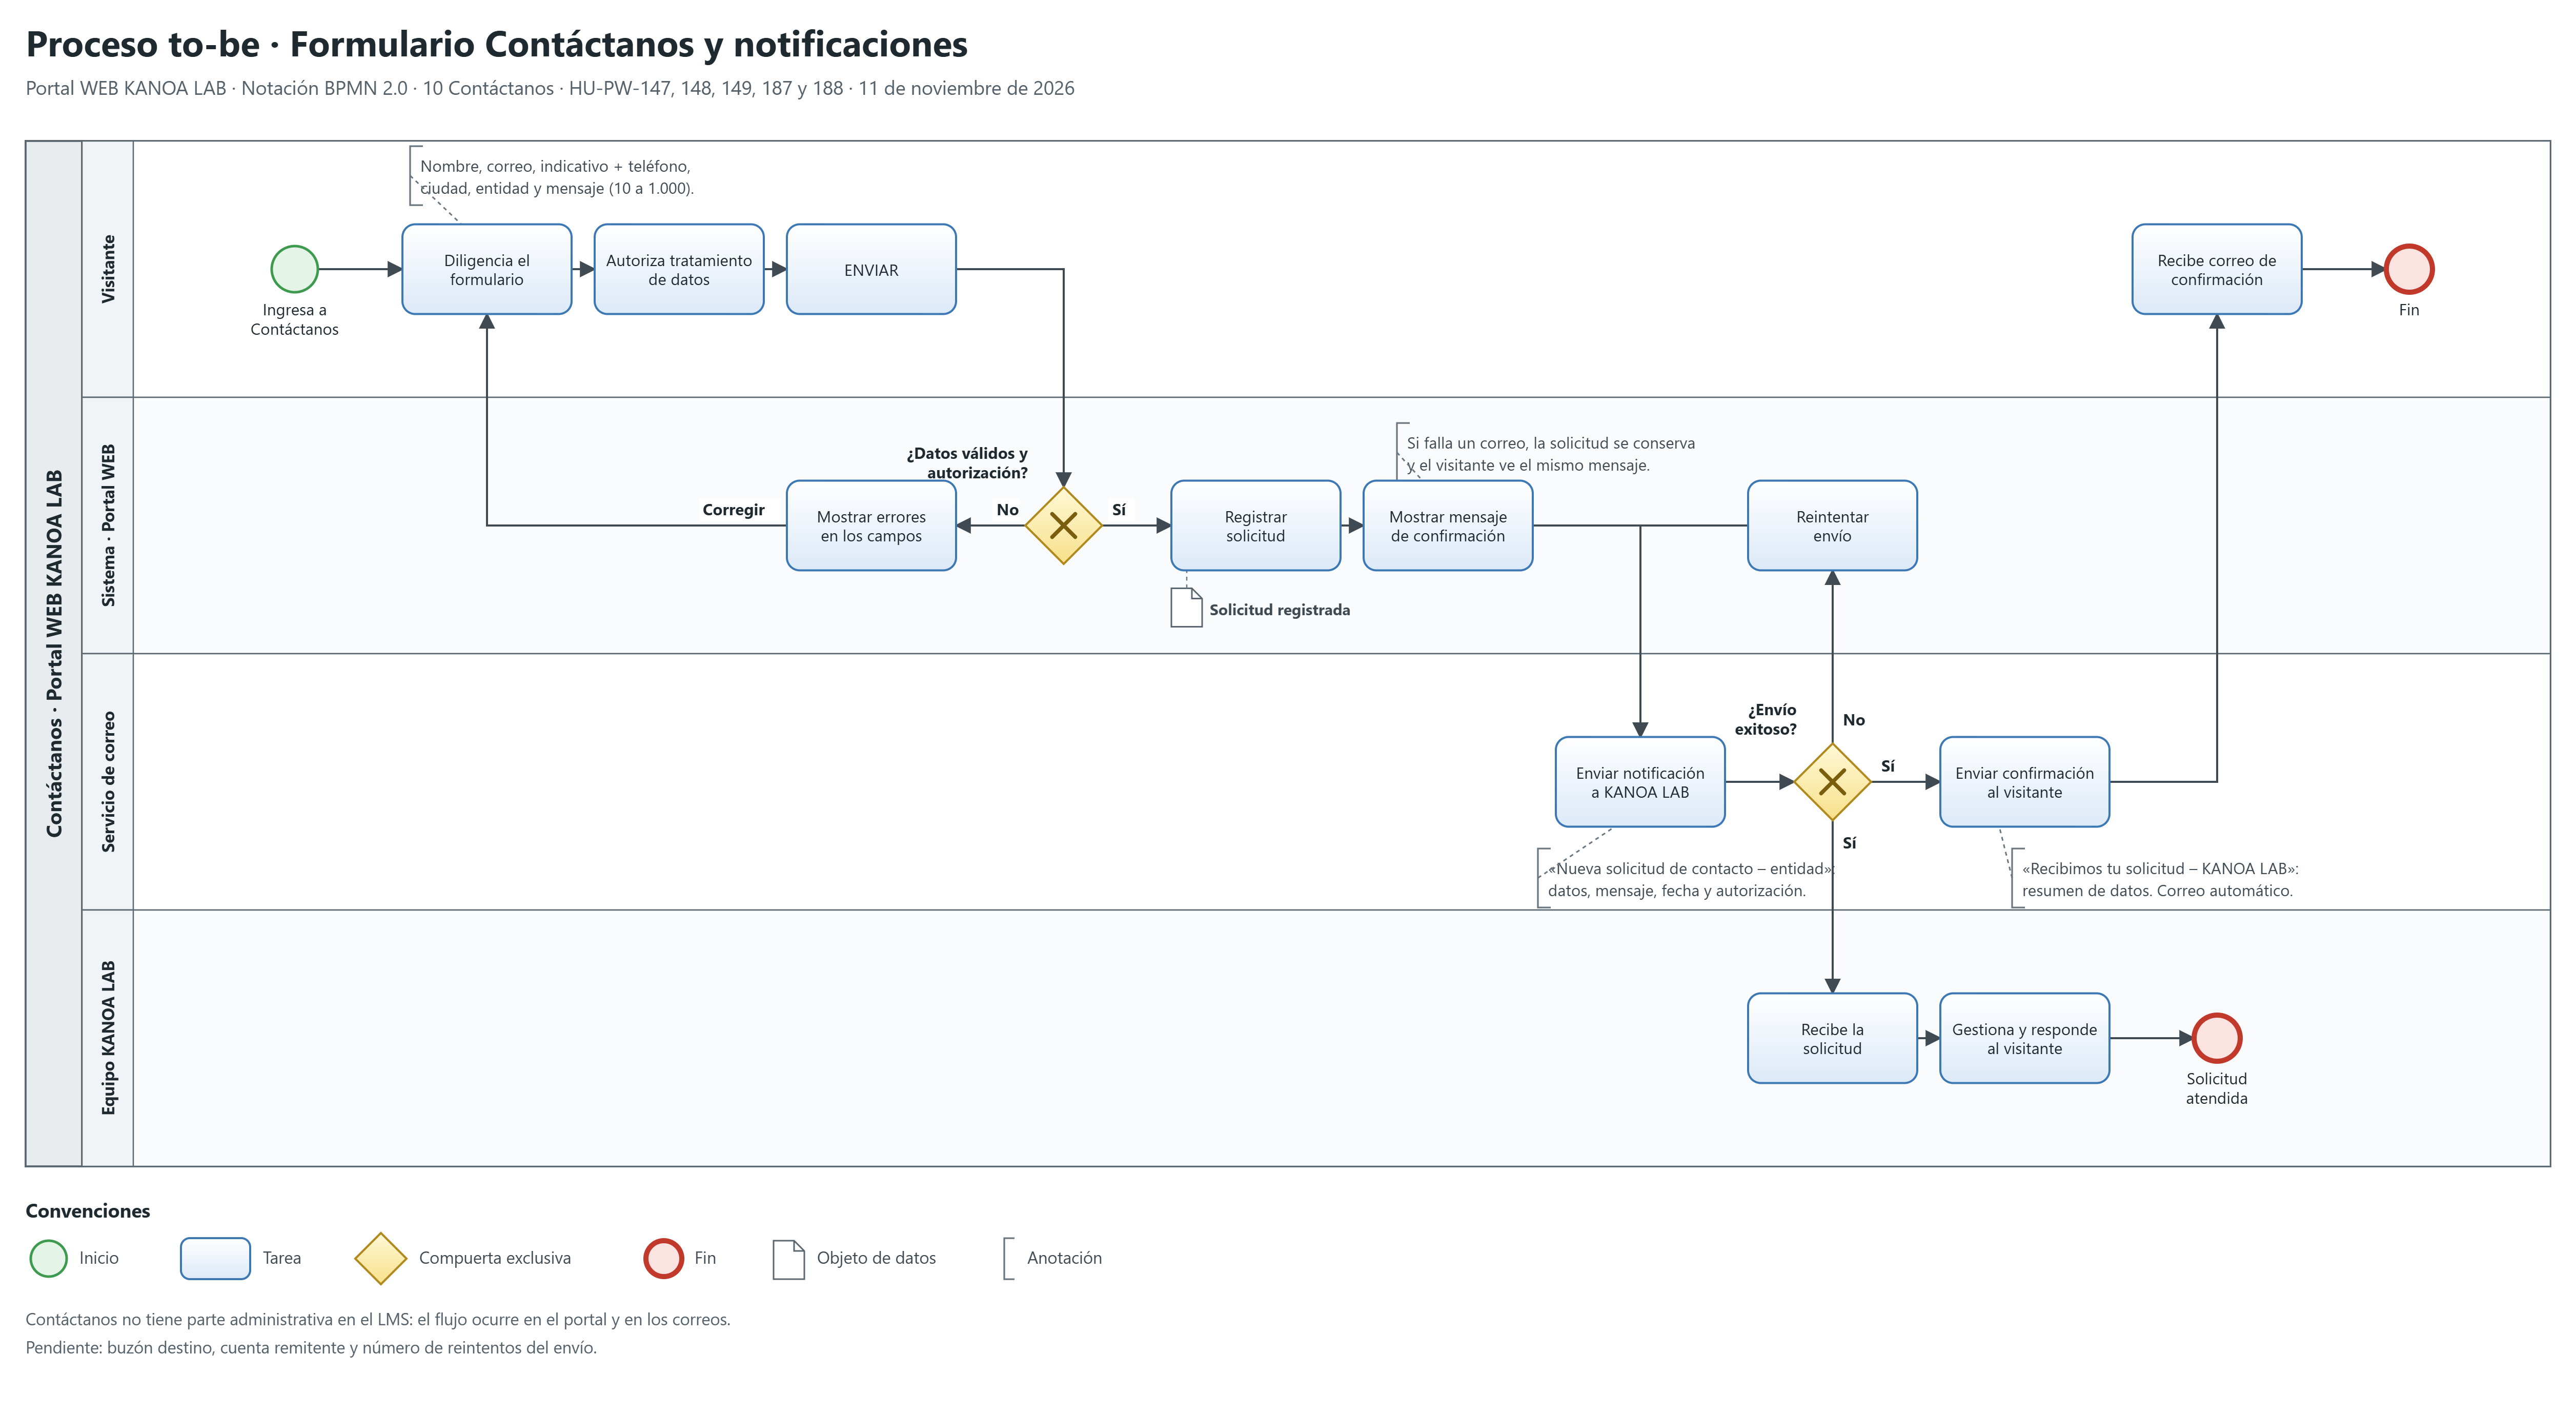 Proceso to-be · Formulario Contáctanos y notificaciones
Portal WEB KANOA LAB · Notación BPMN 2.0 · 10 Contáctanos · HU-PW-147, 148, 149, 187 y 188 · 11 de noviembre de 2026
Contáctanos · Portal WEB KANOA LAB
Visitante
Nombre, correo, indicativo + teléfono,
ciudad, entidad y mensaje (10 a 1.000).
Ingresa a
Contáctanos
Diligencia el
formulario
Autoriza tratamiento
de datos
ENVIAR
Recibe correo de
confirmación
Fin
Sistema · Portal WEB
¿Datos válidos y
autorización?
Corregir
Mostrar errores
en los campos
No
Sí
Registrar
solicitud
Solicitud registrada
Si falla un correo, la solicitud se conserva
y el visitante ve el mismo mensaje.
Mostrar mensaje
de confirmación
Reintentar
envío
Servicio de correo
Enviar notificación
a KANOA LAB
¿Envío
exitoso?
No
Sí
Sí
Enviar confirmación
al visitante
«Nueva solicitud de contacto – entidad»:
datos, mensaje, fecha y autorización.
«Recibimos tu solicitud – KANOA LAB»:
resumen de datos. Correo automático.
Equipo KANOA LAB
Recibe la
solicitud
Gestiona y responde
al visitante
Solicitud
atendida
Convenciones
Inicio
Tarea
Compuerta exclusiva
Fin
Objeto de datos
Anotación
Contáctanos no tiene parte administrativa en el LMS: el flujo ocurre en el portal y en los correos.
Pendiente: buzón destino, cuenta remitente y número de reintentos del envío.